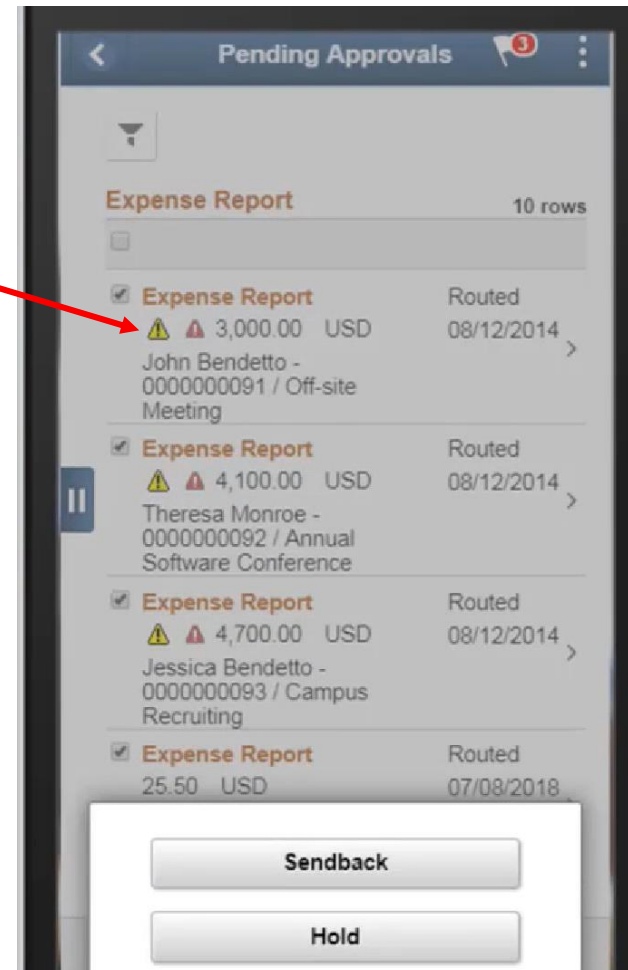 Pending Approvals 3
Expense Report 10 rows
Expense Report Routed
3,000.00 USD 08/12/2014
John Bendetto -
0000000091 / Off-site
Meeting
Expense Report Routed
4,100.00 USD 08/12/2014
Theresa Monroe -
0000000092 / Annual
Software Conference
Expense Report Routed
4,700.00 USD 08/12/2014
Jessica Bendetto -
0000000093 / Campus
Recruiting
Expense Report Routed
25.50 USD 07/08/2018
Sendback
Hold